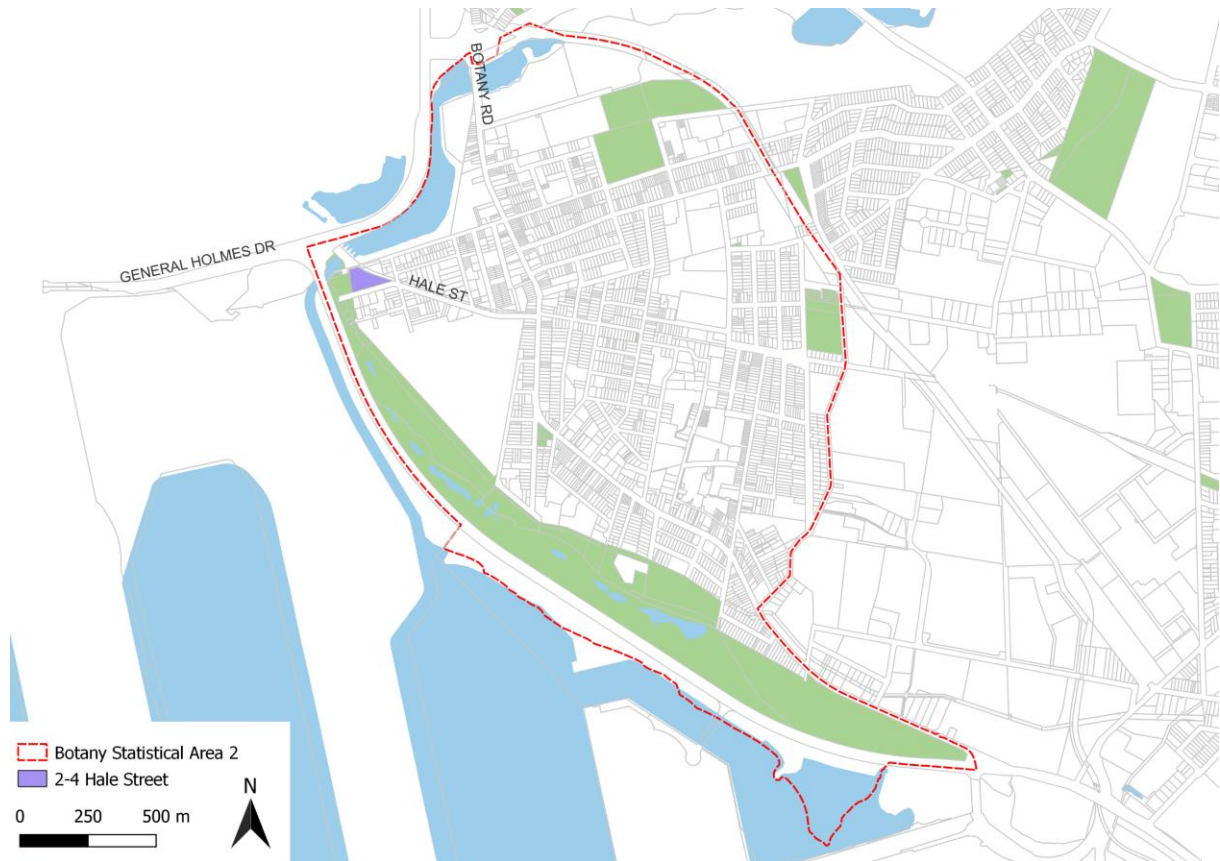 BOTANY RD
GENERAL HOLMES DR
HALE ST
Botany Statistical Area 2
2-4 Hale Street
0 250 500 m
N